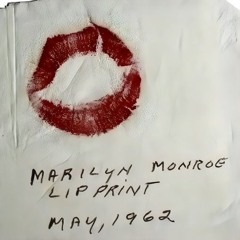 MARILYN MONROE
LIP PRINT
MAY, 1962